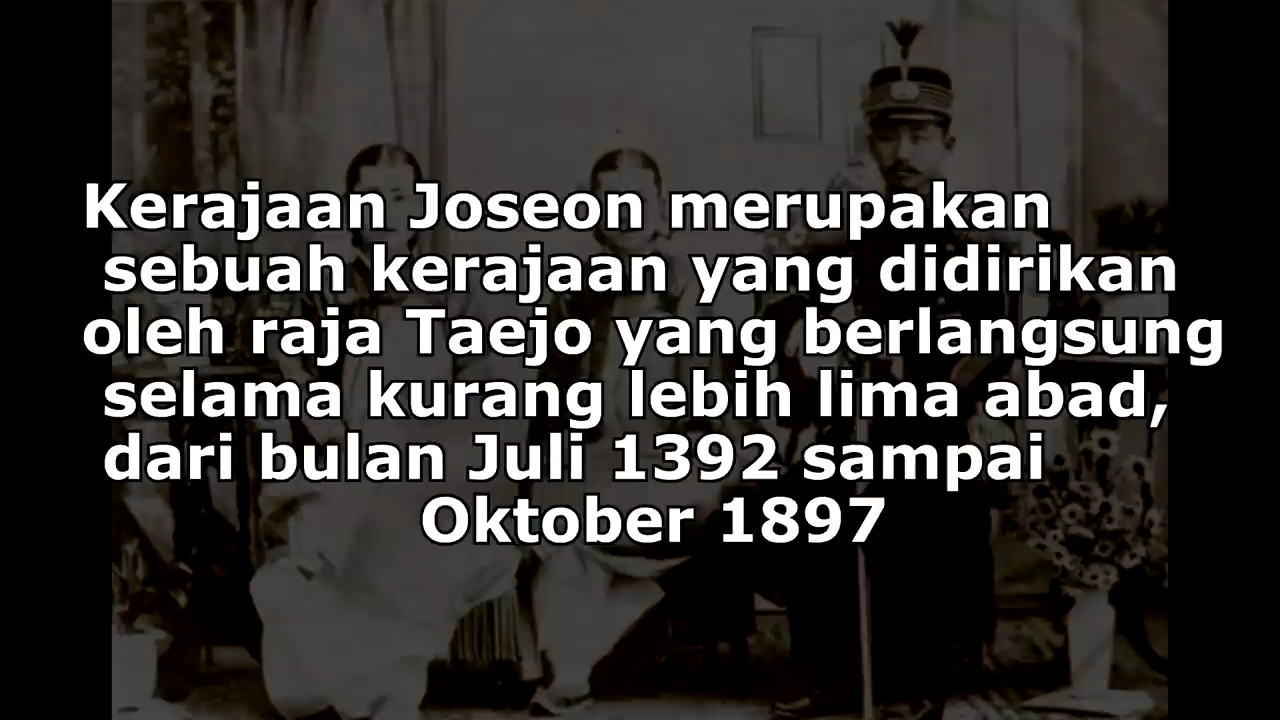 Kerajaan Joseon merupakan
sebuah kerajaan yang didirikan
oleh raja Taejo yang berlangsung
selama kurang lebih lima abad,
dari bulan Juli 1392 sampai
Oktober 1897